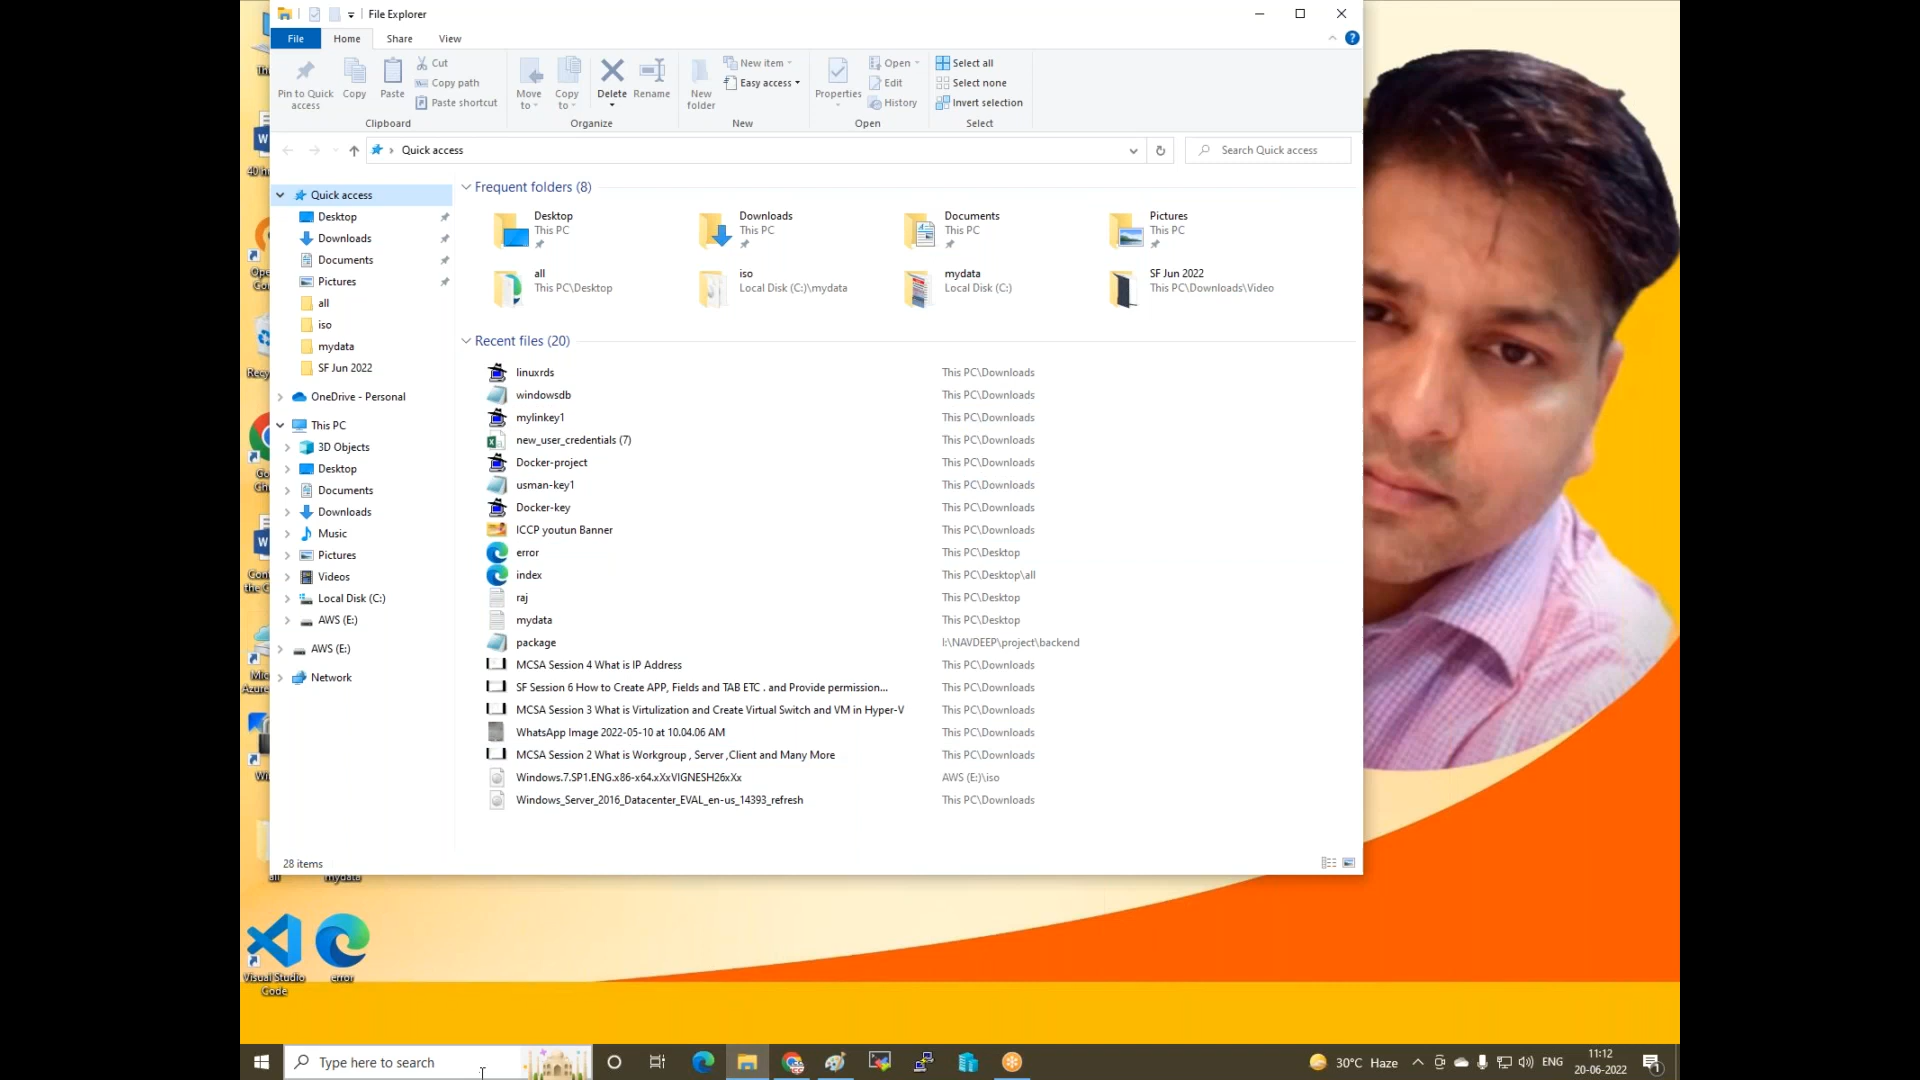 File Explorer
File Home Share View
Pin to Quick access
Copy
Paste
Cut
Copy path
Paste shortcut
Clipboard
Move to
Copy to
Delete
Rename
Organize
New folder
New item
Easy access
New
Properties
Open
Edit
History
Open
Select all
Select none
Invert selection
Select
Quick access
Search Quick access
Quick access
Desktop
Downloads
Documents
Pictures
all
iso
mydata
SF Jun 2022
OneDrive - Personal
This PC
3D Objects
Desktop
Documents
Downloads
Music
Pictures
Videos
Local Disk (C:)
AWS (E:)
AWS (E:)
Network
Frequent folders (8)
Desktop
This PC
Downloads
This PC
Documents
This PC
Pictures
This PC
all
This PC\Desktop
iso
Local Disk (C:)\mydata
mydata
Local Disk (C:)
SF Jun 2022
This PC\Downloads\Video
Recent files (20)
linuxrds This PC\Downloads
windowsdb This PC\Downloads
mylinkey1 This PC\Downloads
new_user_credentials (7) This PC\Downloads
Docker-project This PC\Downloads
usman-key1 This PC\Downloads
Docker-key This PC\Downloads
ICCP youtun Banner This PC\Downloads
error This PC\Desktop
index This PC\Desktop\all
raj This PC\Desktop
mydata This PC\Desktop
package I:\NAVDEEP\project\backend
MCSA Session 4 What is IP Address This PC\Downloads
SF Session 6 How to Create APP, Fields and TAB ETC . and Provide permission... This PC\Downloads
MCSA Session 3 What is Virtulization and Create Virtual Switch and VM in Hyper-V This PC\Downloads
WhatsApp Image 2022-05-10 at 10.04.06 AM This PC\Downloads
MCSA Session 2 What is Workgroup , Server ,Client and Many More This PC\Downloads
Windows.7.SP1.ENG.x86-x64.xXxVIGNESH26xXx AWS (E:)\iso
Windows_Server_2016_Datacenter_EVAL_en-us_14393_refresh This PC\Downloads
28 items
all
mydata
Visual Studio Code
error
Type here to search
30°C Haze
ENG
11:12
20-06-2022
1